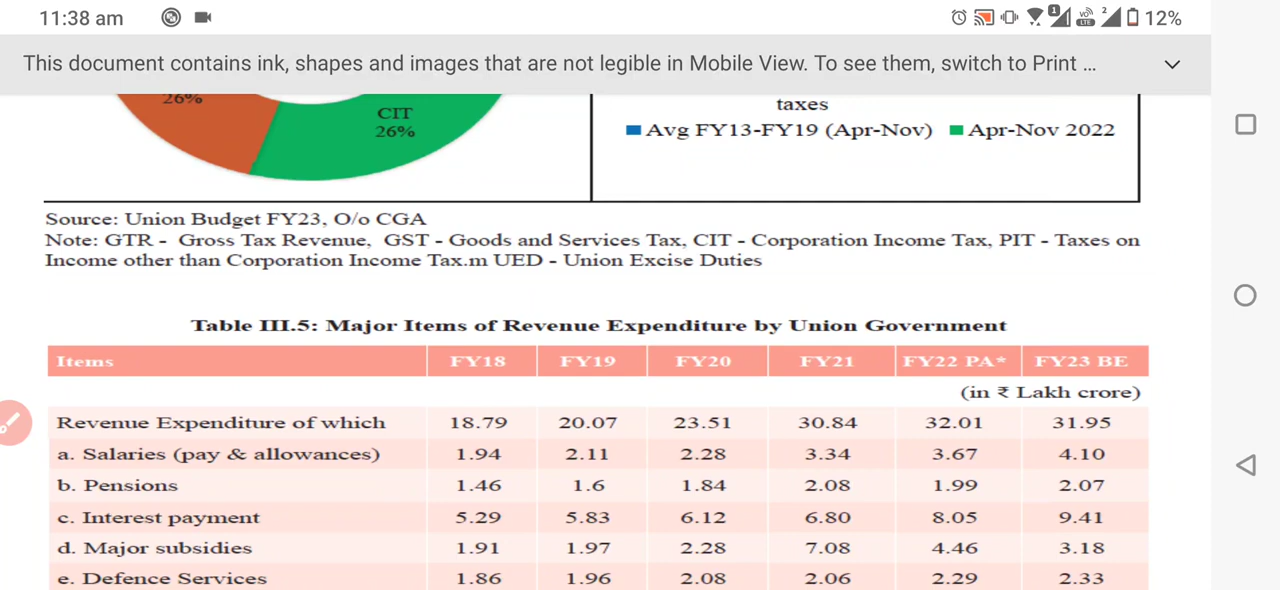 11:38 am
1
VO))
LTE
2
12%
This document contains ink, shapes and images that are not legible in Mobile View. To see them, switch to Print ...
26%
CIT
26%
taxes
Avg FY13-FY19 (Apr-Nov) Apr-Nov 2022
Source: Union Budget FY23, O/o CGA
Note: GTR - Gross Tax Revenue, GST - Goods and Services Tax, CIT - Corporation Income Tax, PIT - Taxes on
Income other than Corporation Income Tax.m UED - Union Excise Duties
Table III.5: Major Items of Revenue Expenditure by Union Government
Items FY18 FY19 FY20 FY21 FY22 PA* FY23 BE
(in ₹ Lakh crore)
Revenue Expenditure of which 18.79 20.07 23.51 30.84 32.01 31.95
a. Salaries (pay & allowances) 1.94 2.11 2.28 3.34 3.67 4.10
b. Pensions 1.46 1.6 1.84 2.08 1.99 2.07
c. Interest payment 5.29 5.83 6.12 6.80 8.05 9.41
d. Major subsidies 1.91 1.97 2.28 7.08 4.46 3.18
e. Defence Services 1.86 1.96 2.08 2.06 2.29 2.33